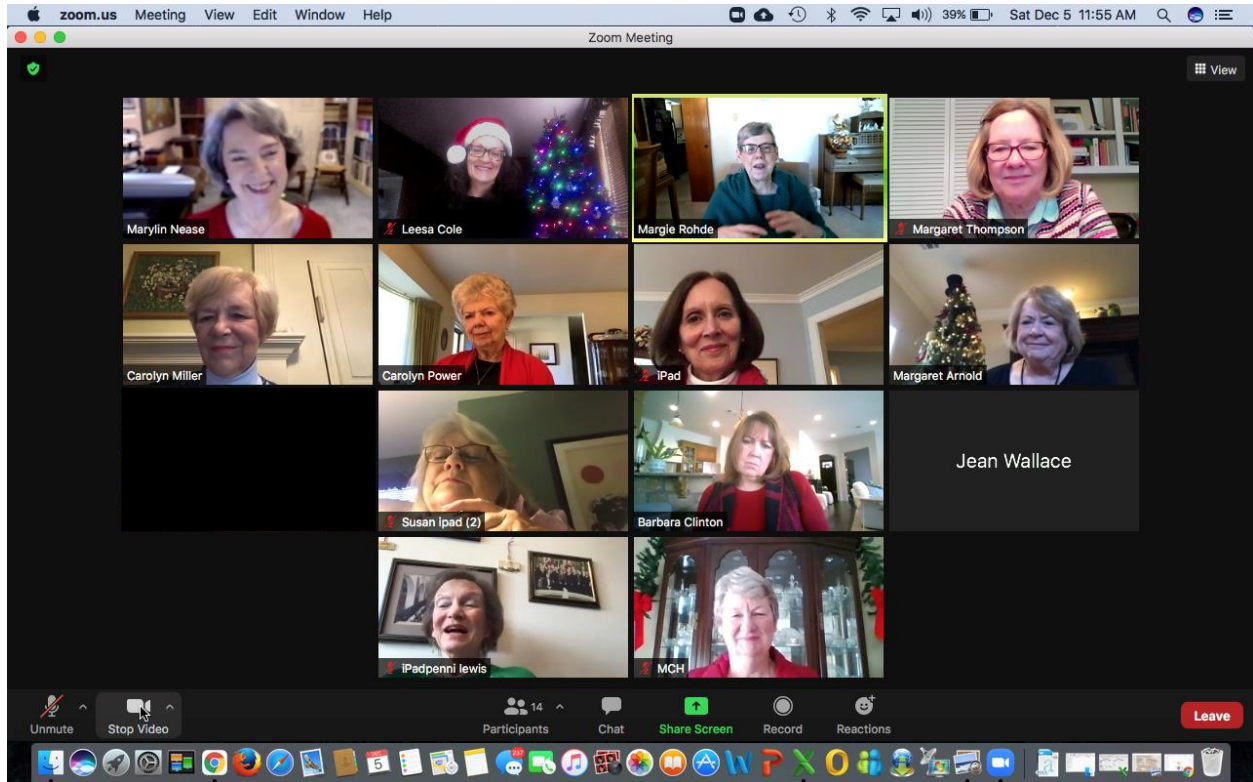 zoom.us Meeting View Edit Window Help 39% Sat Dec 5 11:55 AM
Zoom Meeting
View
Marylin Nease
Leesa Cole
Margie Rohde
Margaret Thompson
Carolyn Miller
Carolyn Power
iPad
Margaret Arnold
Susan ipad (2)
Barbara Clinton
Jean Wallace
iPadpenni lewis
MCH
Unmute
Stop Video
14
Participants
Chat
Share Screen
Record
Reactions
Leave
5
237